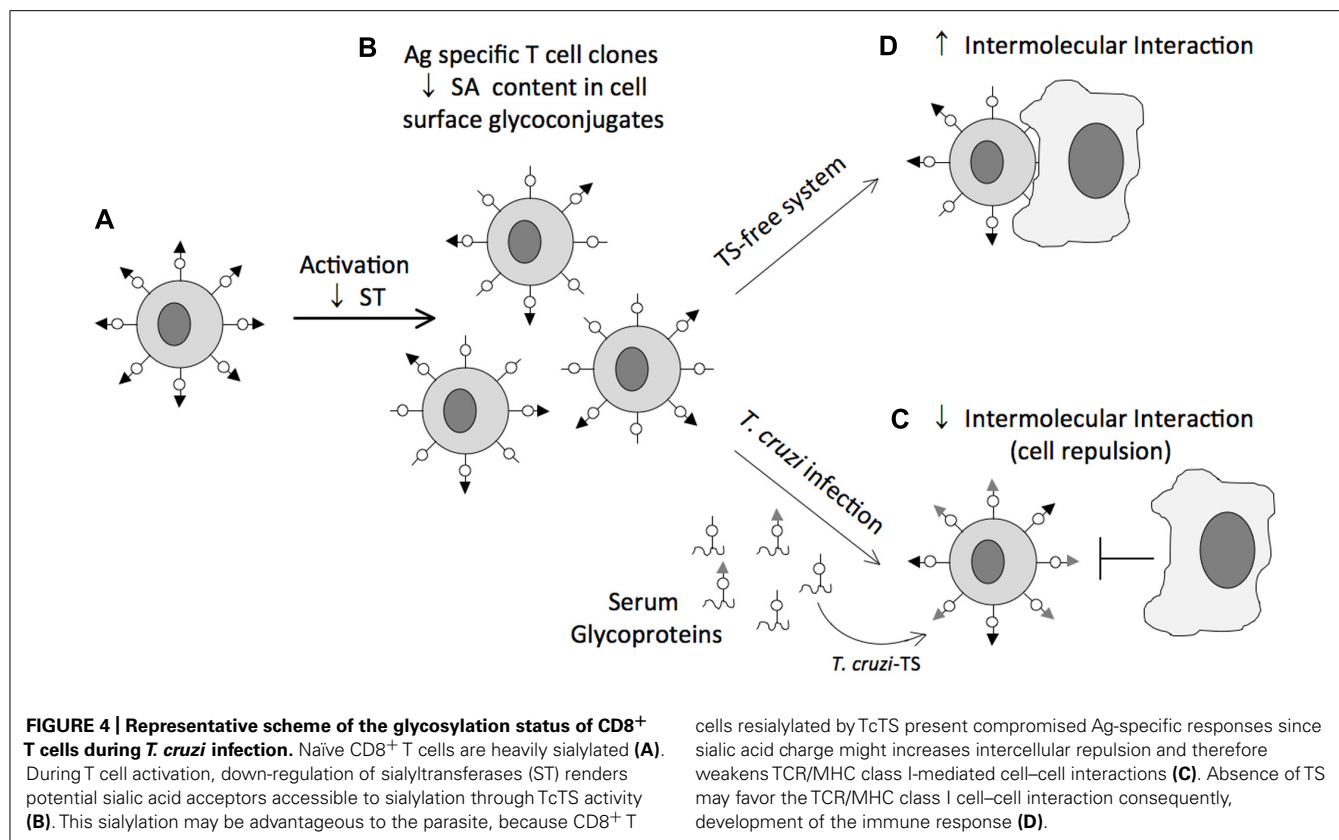 B
Ag specific T cell clones
↓ SA content in cell
surface glycoconjugates
D
↑ Intermolecular Interaction
A
Activation
↓ ST
TS-free system
T. cruzi infection
C
↓ Intermolecular Interaction
(cell repulsion)
Serum
Glycoproteins
T. cruzi-TS
FIGURE 4 | Representative scheme of the glycosylation status of CD8+
T cells during T. cruzi infection. Naïve CD8+ T cells are heavily sialylated (A).
During T cell activation, down-regulation of sialyltransferases (ST) renders
potential sialic acid acceptors accessible to sialylation through TcTS activity
(B). This sialylation may be advantageous to the parasite, because CD8+ T
cells resialylated by TcTS present compromised Ag-specific responses since
sialic acid charge might increases intercellular repulsion and therefore
weakens TCR/MHC class I-mediated cell–cell interactions (C). Absence of TS
may favor the TCR/MHC class I cell–cell interaction consequently,
development of the immune response (D).